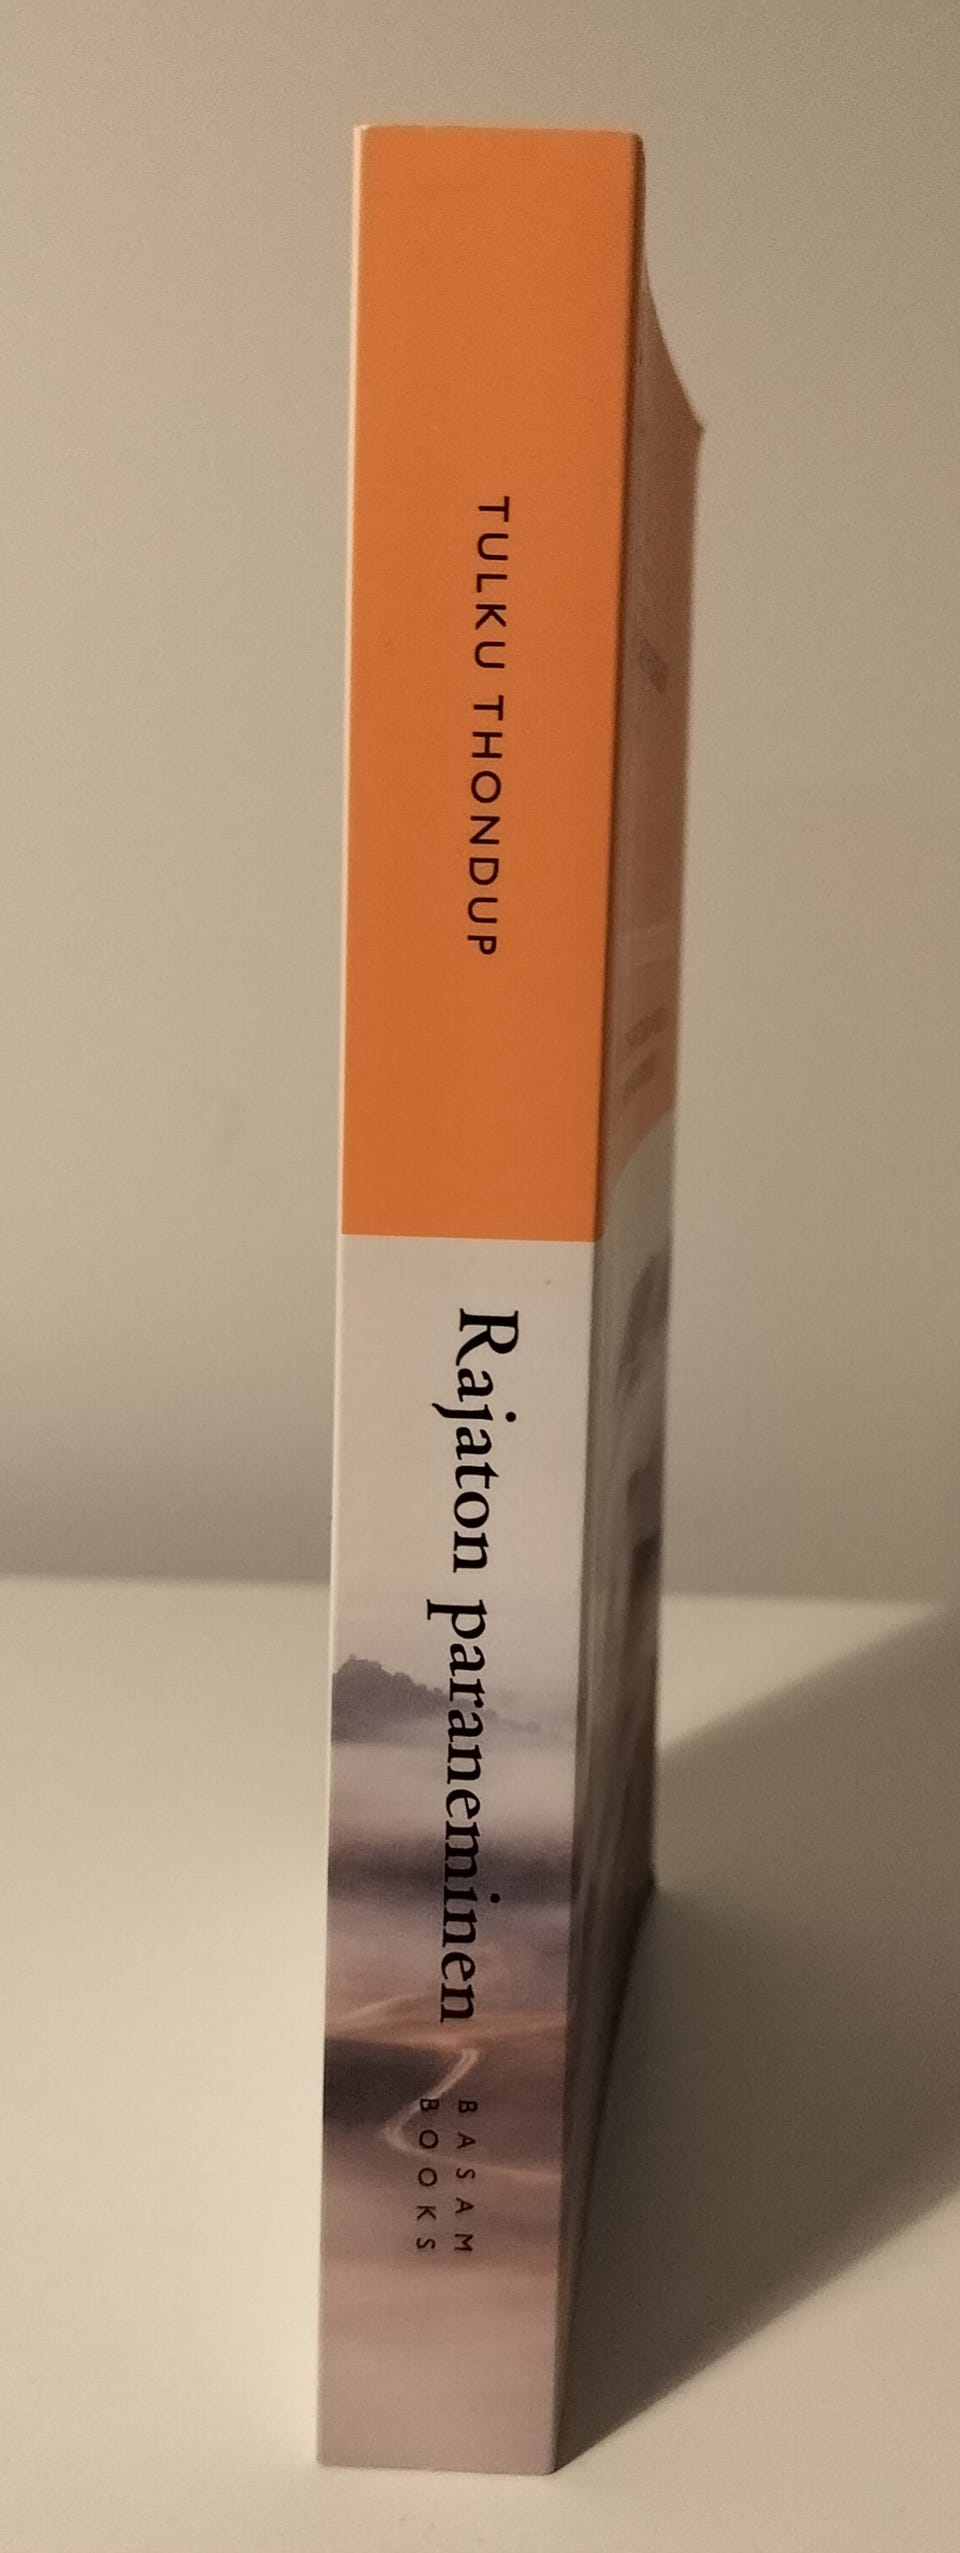 TULKU THONDUP
Rajaton paraneminen
BASAM
BOOKS